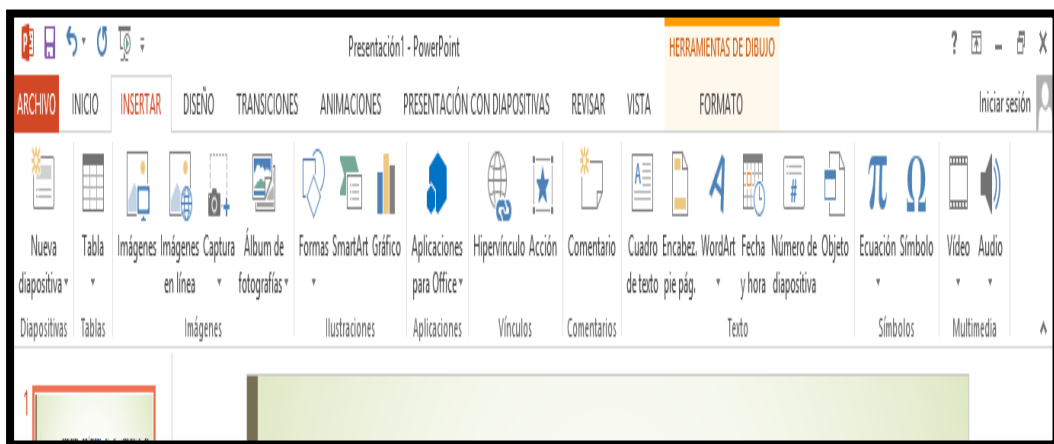 Presentación1 - PowerPoint HERRAMIENTAS DE DIBUJO ?
ARCHIVO INICIO INSERTAR DISEÑO TRANSICIONES ANIMACIONES PRESENTACIÓN CON DIAPOSITIVAS REVISAR VISTA FORMATO Iniciar sesión
Nueva Tabla Imágenes Imágenes Captura Álbum de Formas SmartArt Gráfico Aplicaciones Hipervínculo Acción Comentario Cuadro Encabez. WordArt Fecha Número de Objeto Ecuación Símbolo Vídeo Audio
diapositiva en línea fotografías para Office de texto pie pág. y hora diapositiva
Diapositivas Tablas Imágenes Ilustraciones Aplicaciones Vínculos Comentarios Texto Símbolos Multimedia
1